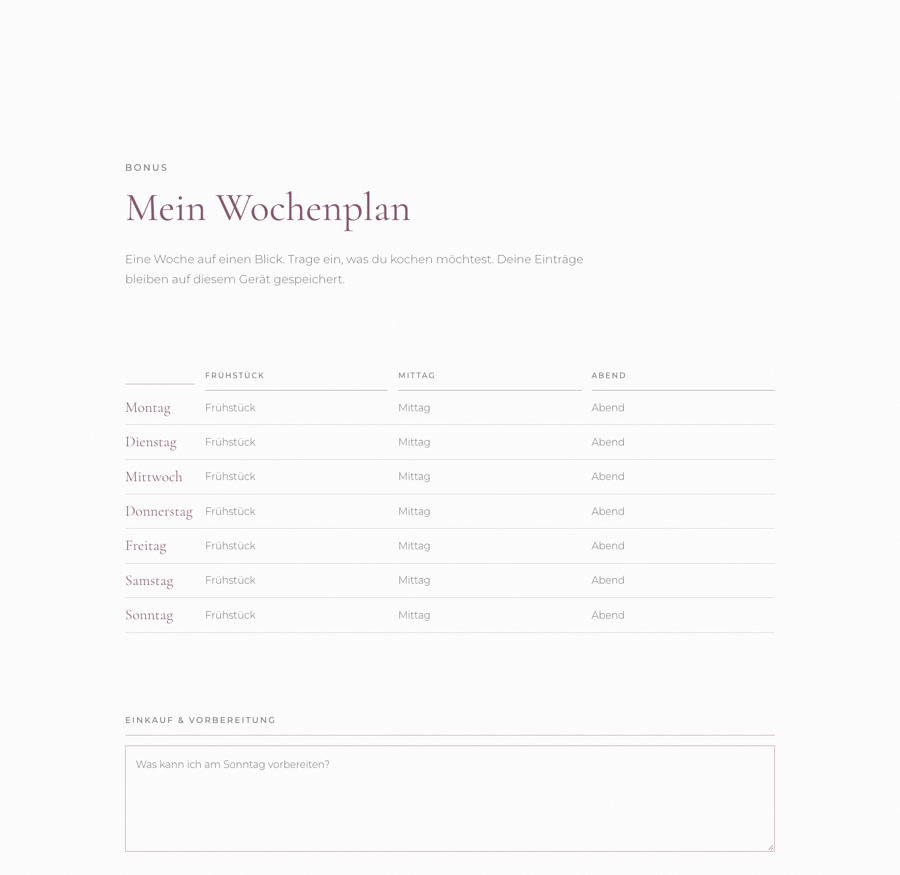 BONUS
Mein Wochenplan
Eine Woche auf einen Blick. Trage ein, was du kochen möchtest. Deine Einträge
bleiben auf diesem Gerät gespeichert.
FRÜHSTÜCK MITTAG ABEND
Montag Frühstück Mittag Abend
Dienstag Frühstück Mittag Abend
Mittwoch Frühstück Mittag Abend
Donnerstag Frühstück Mittag Abend
Freitag Frühstück Mittag Abend
Samstag Frühstück Mittag Abend
Sonntag Frühstück Mittag Abend
EINKAUF & VORBEREITUNG
Was kann ich am Sonntag vorbereiten?